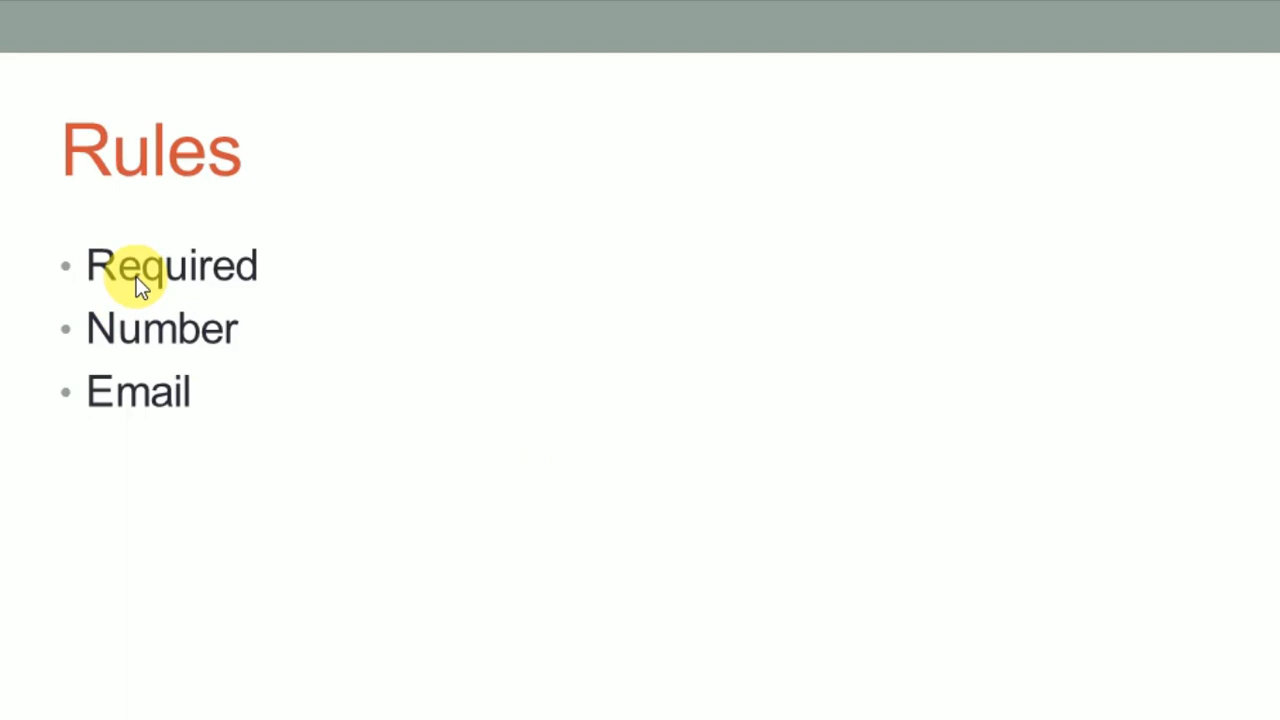 Rules
• Required
• Number
• Email